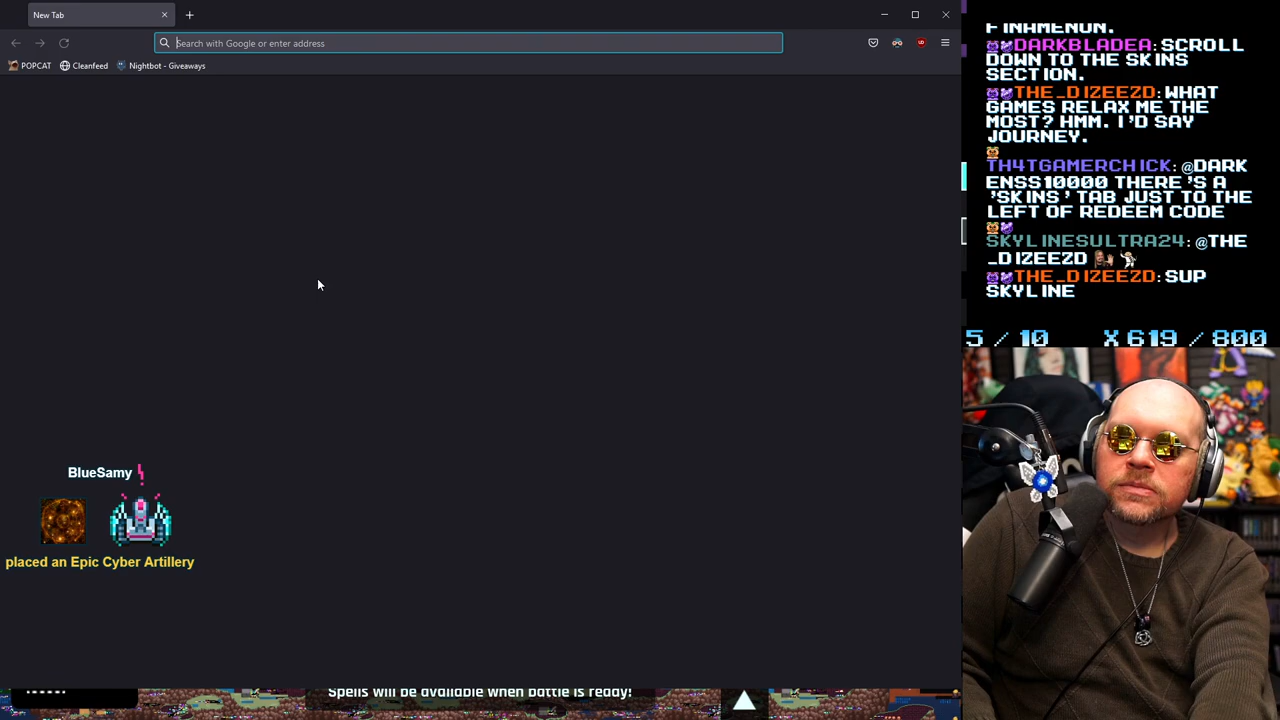 New Tab
Search with Google or enter address
POPCAT
Cleanfeed
Nightbot - Giveaways
BlueSamy
placed an Epic Cyber Artillery
Spells will be available when battle is ready!
FINAMENON.
DARKBLADEA: SCROLL
DOWN TO THE SKINS
SECTION.
THE_DIZEEZD: WHAT
GAMES RELAX ME THE
MOST? HMM. I'D SAY
JOURNEY.
TH4TGAMERCHICK: @DARK
ENSS10000 THERE'S A
'SKINS' TAB JUST TO THE
LEFT OF REDEEM CODE
SKYLINESULTRA24: @THE
_DIZEEZD
THE_DIZEEZD: SUP
SKYLINE
5 / 10 X 619 / 800